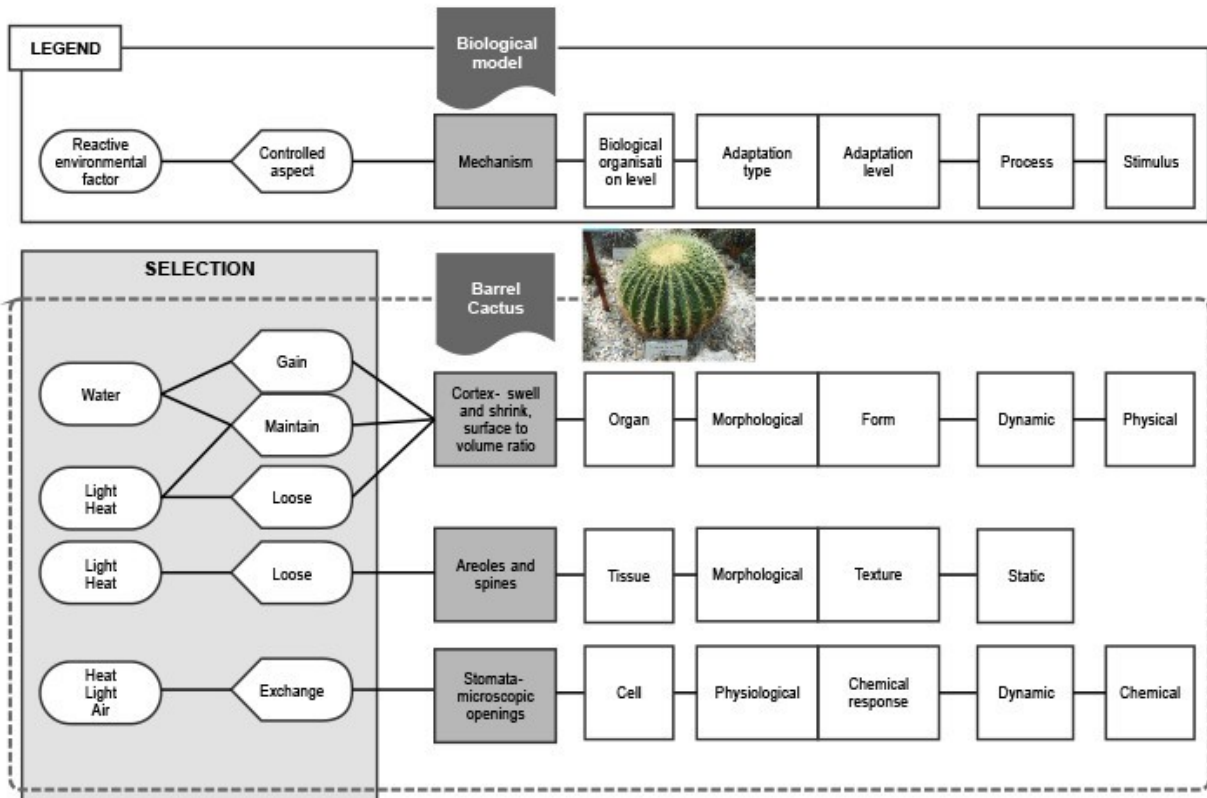 LEGEND
Biological
model
Reactive
environmental
factor
Controlled
aspect
Mechanism
Biological
organisati
on level
Adaptation
type
Adaptation
level
Process
Stimulus
SELECTION
Barrel
Cactus
Water
Gain
Maintain
Light
Heat
Loose
Cortex- swell
and shrink,
surface to
volume ratio
Organ
Morphological
Form
Dynamic
Physical
Light
Heat
Loose
Areoles and
spines
Tissue
Morphological
Texture
Static
Heat
Light
Air
Exchange
Stomata-
microscopic
openings
Cell
Physiological
Chemical
response
Dynamic
Chemical